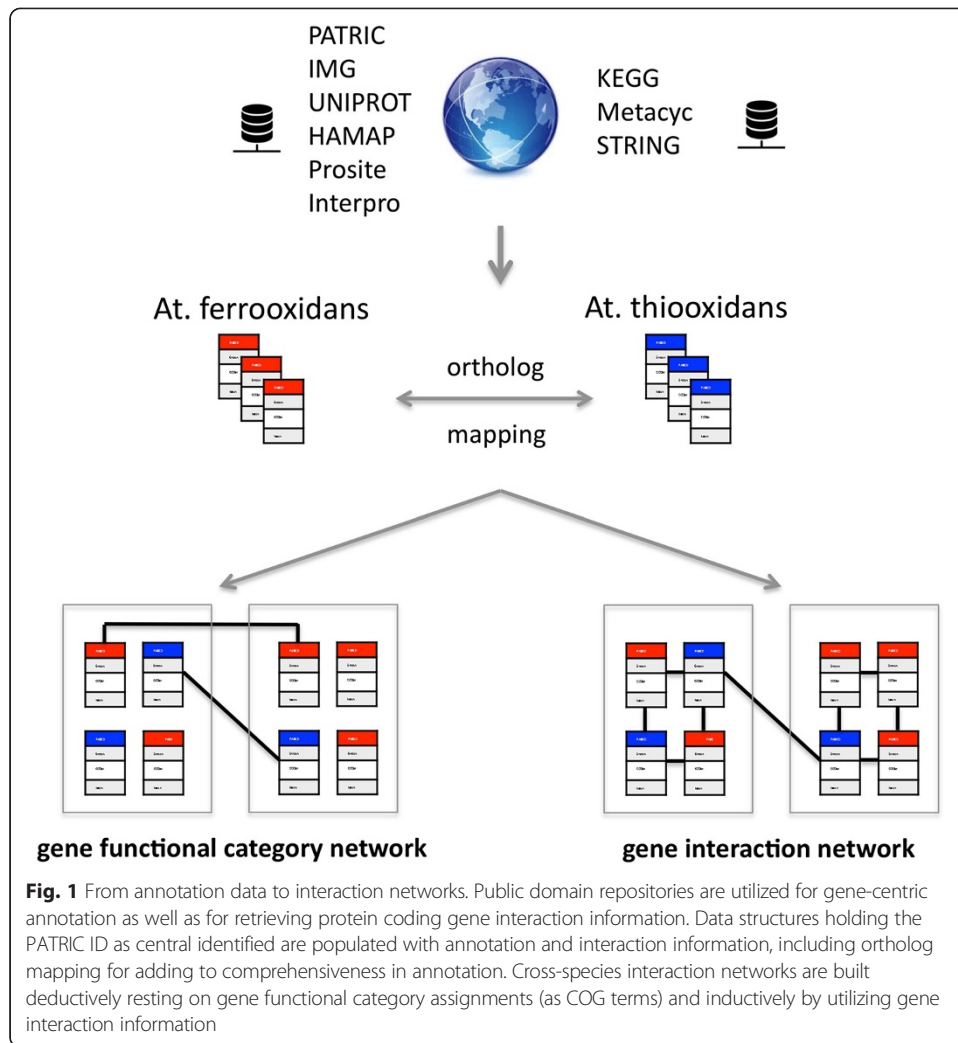 PATRIC
IMG
UNIPROT
HAMAP
Prosite
Interpro
KEGG
Metacyc
STRING
At. ferrooxidans
At. thiooxidans
ortholog
mapping
gene functional category network
gene interaction network
Fig. 1 From annotation data to interaction networks. Public domain repositories are utilized for gene-centric
annotation as well as for retrieving protein coding gene interaction information. Data structures holding the
PATRIC ID as central identified are populated with annotation and interaction information, including ortholog
mapping for adding to comprehensiveness in annotation. Cross-species interaction networks are built
deductively resting on gene functional category assignments (as COG terms) and inductively by utilizing gene
interaction information